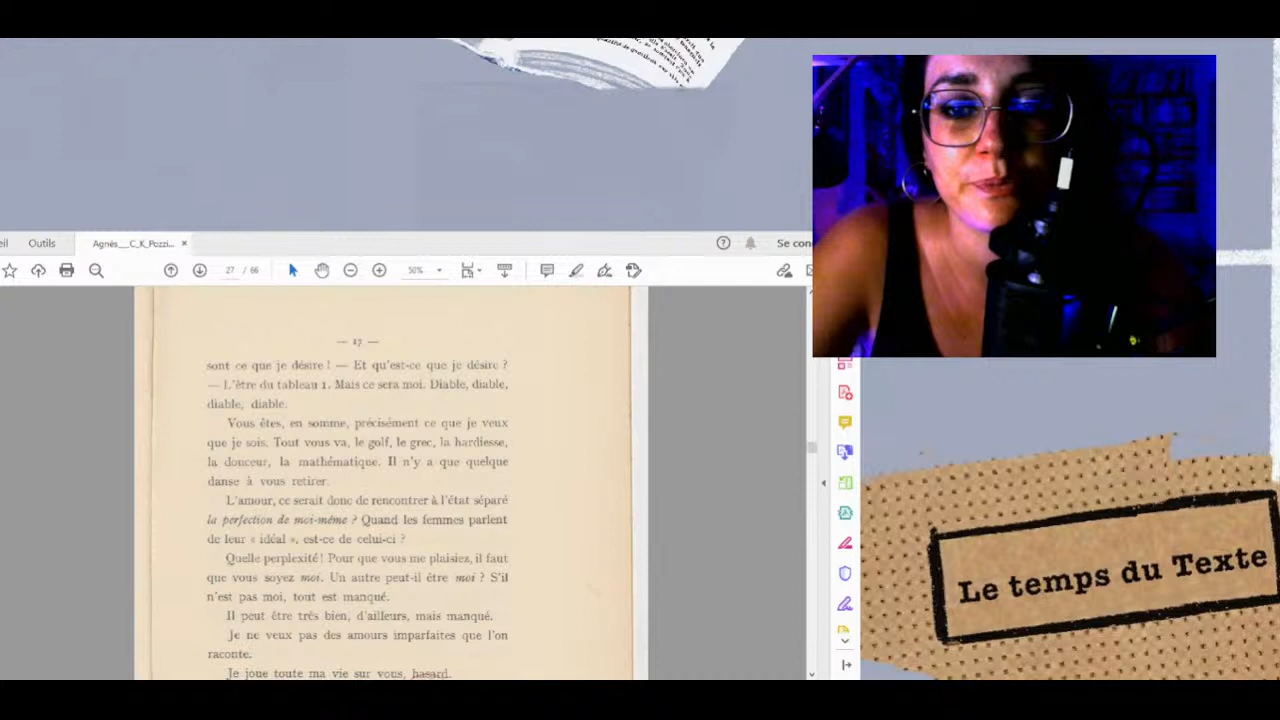 eil Outils Agnès__C_K_Pozzi... × Se con
27 / 66 50%
— 17 —
sont ce que je désire ! — Et qu'est-ce que je désire ?
— L'être du tableau 1. Mais ce sera moi. Diable, diable,
diable, diable.
Vous êtes, en somme, précisément ce que je veux
que je sois. Tout vous va, le golf, le grec, la hardiesse,
la douceur, la mathématique. Il n'y a que quelque
danse à vous retirer.
L'amour, ce serait donc de rencontrer à l'état séparé
la perfection de moi-même ? Quand les femmes parlent
de leur « idéal », est-ce de celui-ci ?
Quelle perplexité ! Pour que vous me plaisiez, il faut
que vous soyez moi. Un autre peut-il être moi ? S'il
n'est pas moi, tout est manqué.
Il peut être très bien, d'ailleurs, mais manqué.
Je ne veux pas des amours imparfaites que l'on
raconte.
Je joue toute ma vie sur vous, hasard.
Le temps du Texte